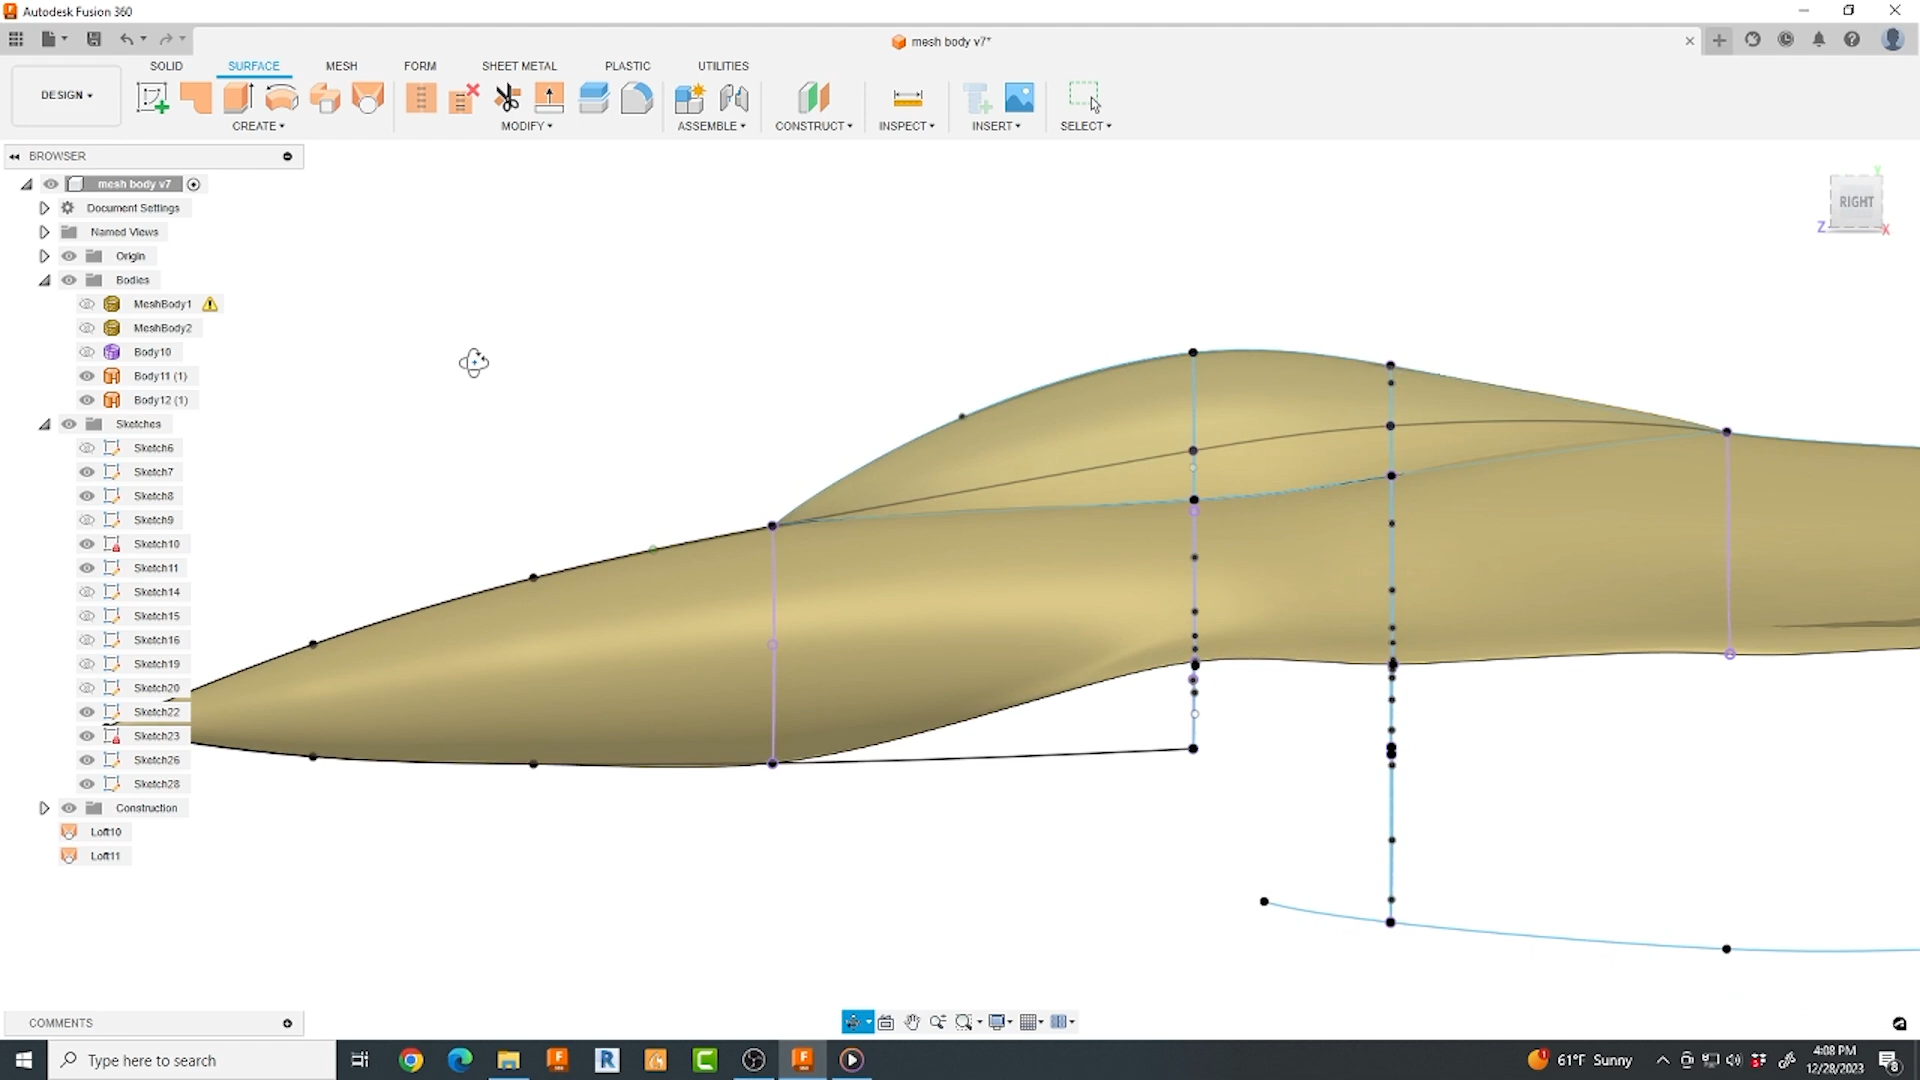 Autodesk Fusion 360
mesh body v7*
DESIGN
SOLID
SURFACE
MESH
FORM
SHEET METAL
PLASTIC
UTILITIES
CREATE
MODIFY
ASSEMBLE
CONSTRUCT
INSPECT
INSERT
SELECT
BROWSER
mesh body v7
Document Settings
Named Views
Origin
Bodies
MeshBody1
MeshBody2
Body10
Body11 (1)
Body12 (1)
Sketches
Sketch6
Sketch7
Sketch8
Sketch9
Sketch10
Sketch11
Sketch14
Sketch15
Sketch16
Sketch19
Sketch20
Sketch22
Sketch23
Sketch26
Sketch28
Construction
Loft10
Loft11
Y
RIGHT
Z
X
COMMENTS
Type here to search
61°F Sunny
4:08 PM
12/28/2023